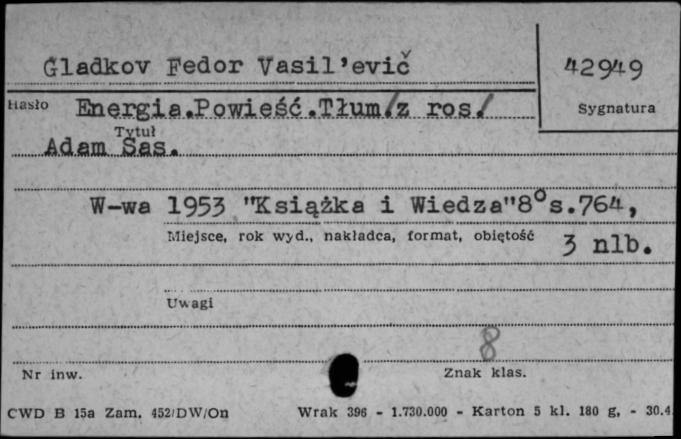 Gladkov Fedor Vasil'evič
42949
Hasło Energia.Powieść.Tłum/z ros/
Sygnatura
Tytuł
Adam Sas.
W-wa 1953 "Książka i Wiedza"8° s.764,
Miejsce, rok wyd., nakładca, format, objętość
3 nlb.
Uwagi
8
Nr inw.
Znak klas.
CWD B 15a Zam. 452/DW/On Wrak 396 - 1.730.000 - Karton 5 kl. 180 g, - 30.4